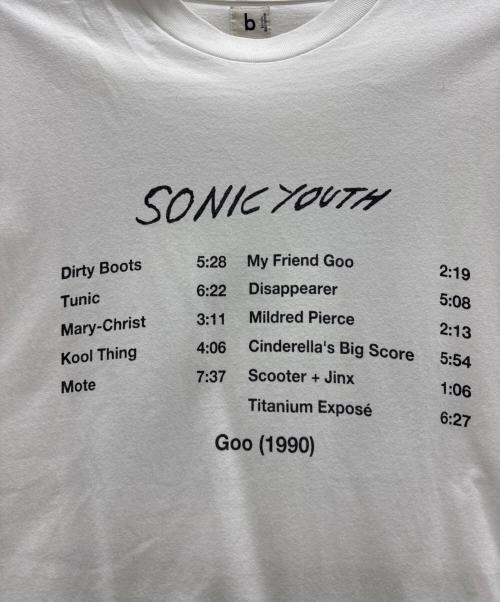 b
SONIC YOUTH
Dirty Boots 5:28
Tunic 6:22
Mary-Christ 3:11
Kool Thing 4:06
Mote 7:37
My Friend Goo 2:19
Disappearer 5:08
Mildred Pierce 2:13
Cinderella's Big Score 5:54
Scooter + Jinx 1:06
Titanium Exposé 6:27
Goo (1990)